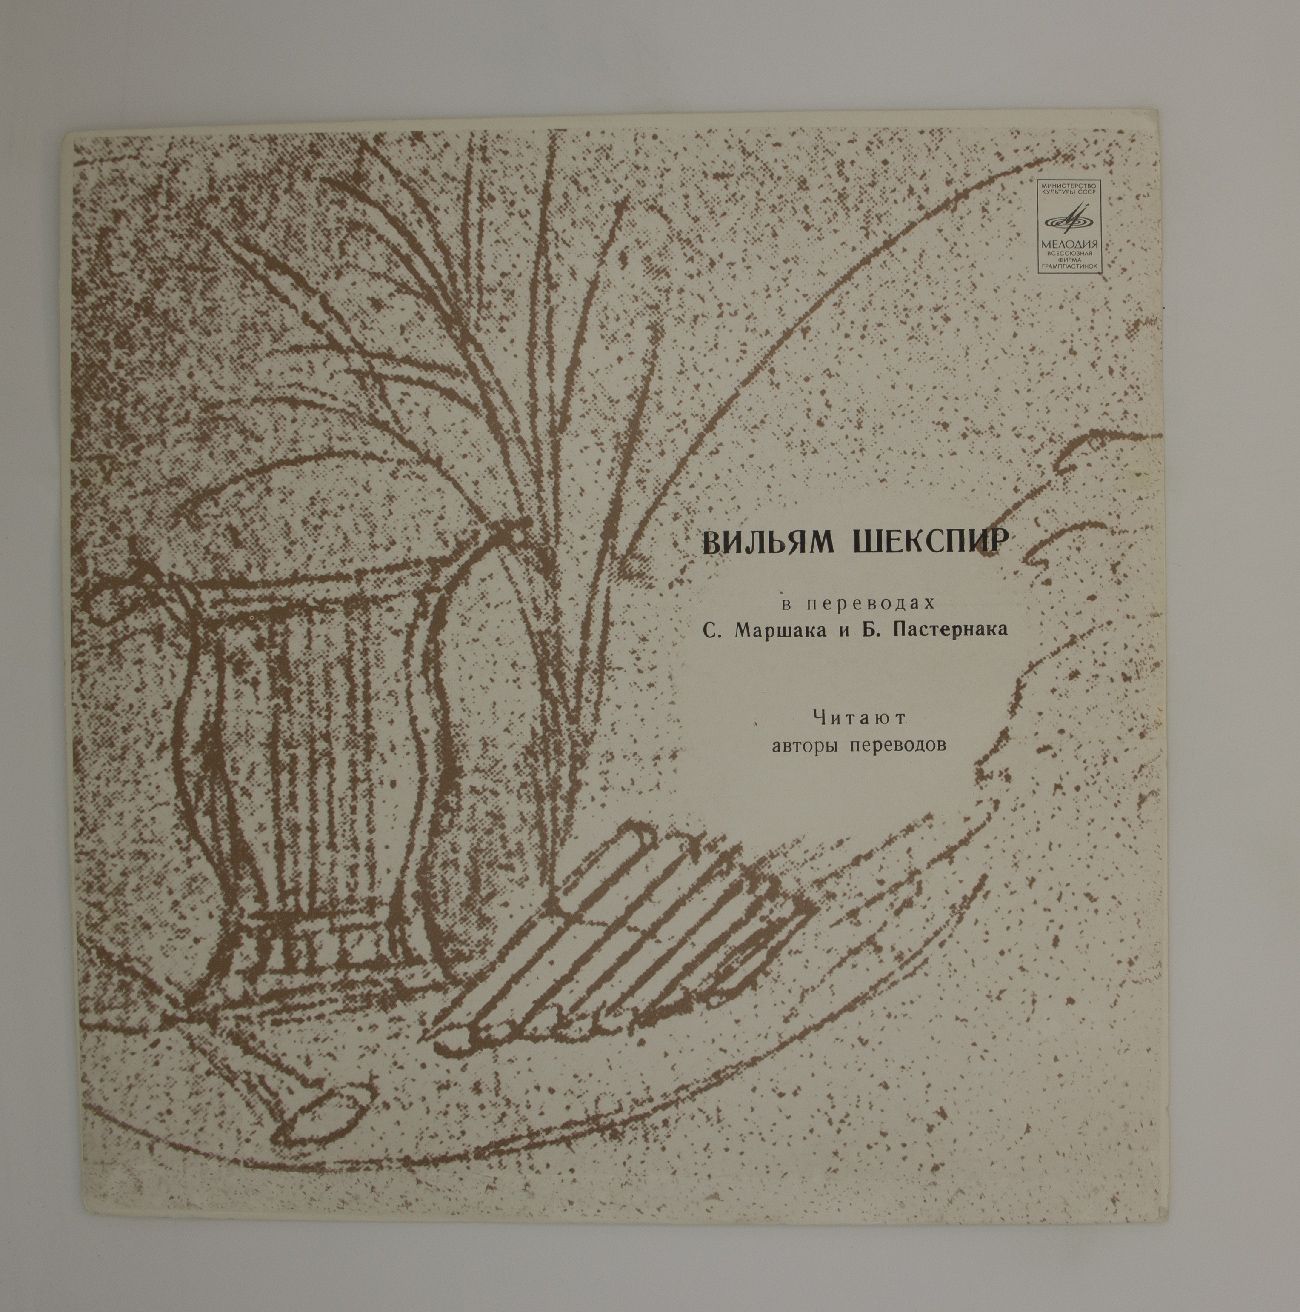 МИНИСТЕРСТВО
КУЛЬТУРЫ СССР
МЕЛОДИЯ
ВСЕСОЮЗНАЯ
ФИРМА
ГРАМПЛАСТИНОК
ВИЛЬЯМ ШЕКСПИР
в переводах
С. Маршака и Б. Пастернака
Читают
авторы переводов